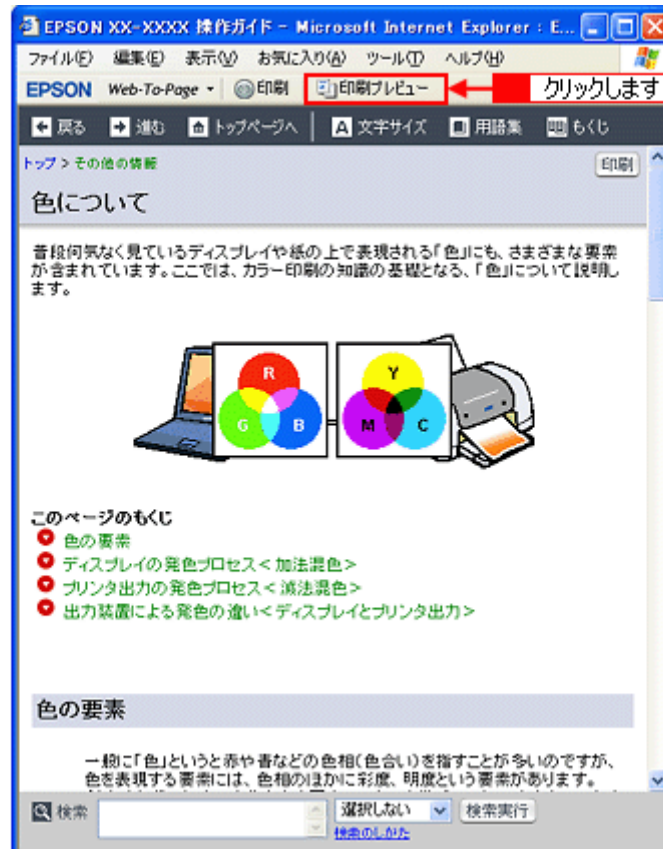 EPSON XX-XXXX 操作ガイド - Microsoft Internet Explorer : E...
ファイル(F) 編集(E) 表示(V) お気に入り(A) ツール(T) ヘルプ(H)
EPSON Web-To-Page 印刷 印刷プレビュー クリックします
戻る 進む トップページへ A 文字サイズ 用語集 もくじ
トップ > その他の情報 印刷
色について
普段何気なく見ているディスプレイや紙の上で表現される「色」にも、さまざまな要素
が含まれています。ここでは、カラー印刷の知識の基礎となる、「色」について説明し
ます。
R Y
G B M C
このページのもくじ
色の要素
ディスプレイの発色プロセス<加法混色>
プリンタ出力の発色プロセス<減法混色>
出力装置による発色の違い<ディスプレイとプリンタ出力>
色の要素
一般に「色」というと赤や青などの色相(色合い)を指すことが多いのですが、
色を表現する要素には、色相のほかに彩度、明度という要素があります。
検索 選択しない 検索実行
検索のしかた